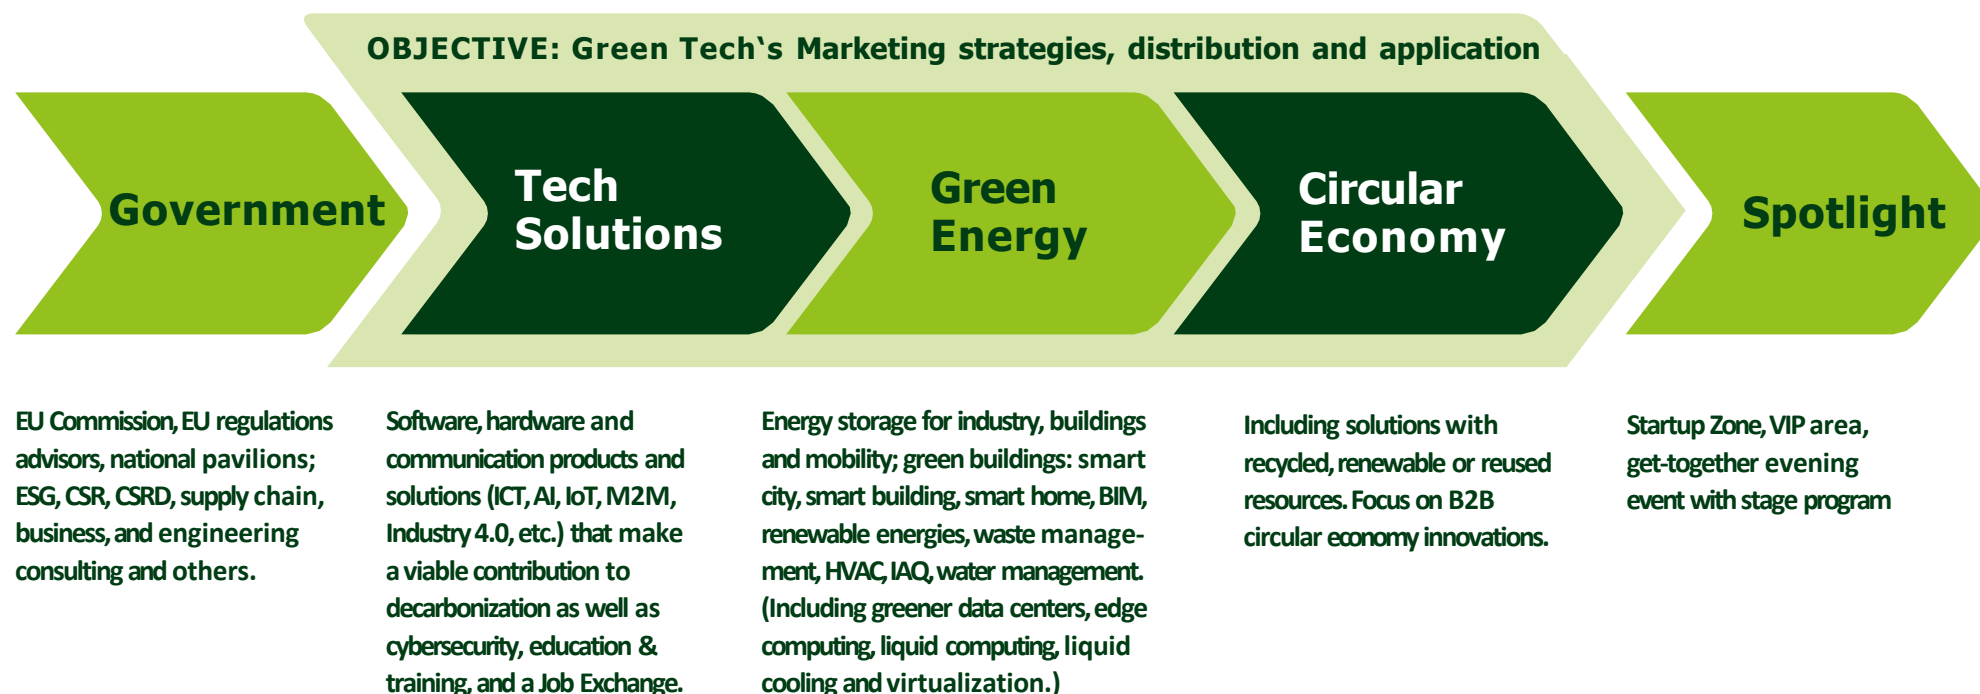 OBJECTIVE: Green Tech‘s Marketing strategies, distribution and application
Government
Tech
Solutions
Green
Energy
Circular
Economy
Spotlight
EU Commission, EU regulations
advisors, national pavilions;
ESG, CSR, CSRD, supply chain,
business, and engineering
consulting and others.
Software, hardware and
communication products and
solutions (ICT, AI, IoT, M2M,
Industry 4.0, etc.) that make
a viable contribution to
decarbonization as well as
cybersecurity, education &
training, and a Job Exchange.
Energy storage for industry, buildings
and mobility; green buildings: smart
city, smart building, smart home, BIM,
renewable energies, waste manage-
ment, HVAC, IAQ, water management.
(Including greener data centers, edge
computing, liquid computing, liquid
cooling and virtualization.)
Including solutions with
recycled, renewable or reused
resources. Focus on B2B
circular economy innovations.
Startup Zone, VIP area,
get-together evening
event with stage program